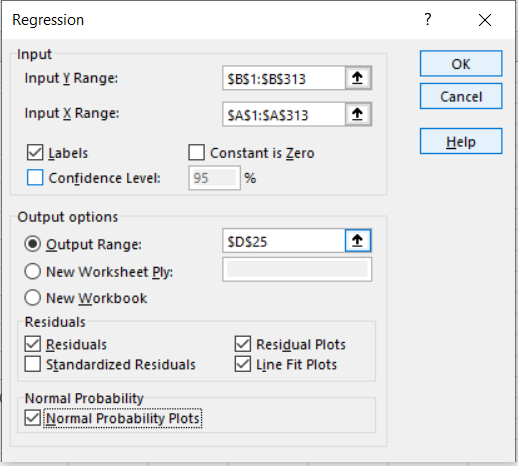 Regression ? ×
Input
Input Y Range: $B$1:$B$313
Input X Range: $A$1:$A$313
Labels Constant is Zero
Confidence Level: 95 %
OK
Cancel
Help
Output options
Output Range: $D$25
New Worksheet Ply:
New Workbook
Residuals
Residuals Residual Plots
Standardized Residuals Line Fit Plots
Normal Probability
Normal Probability Plots